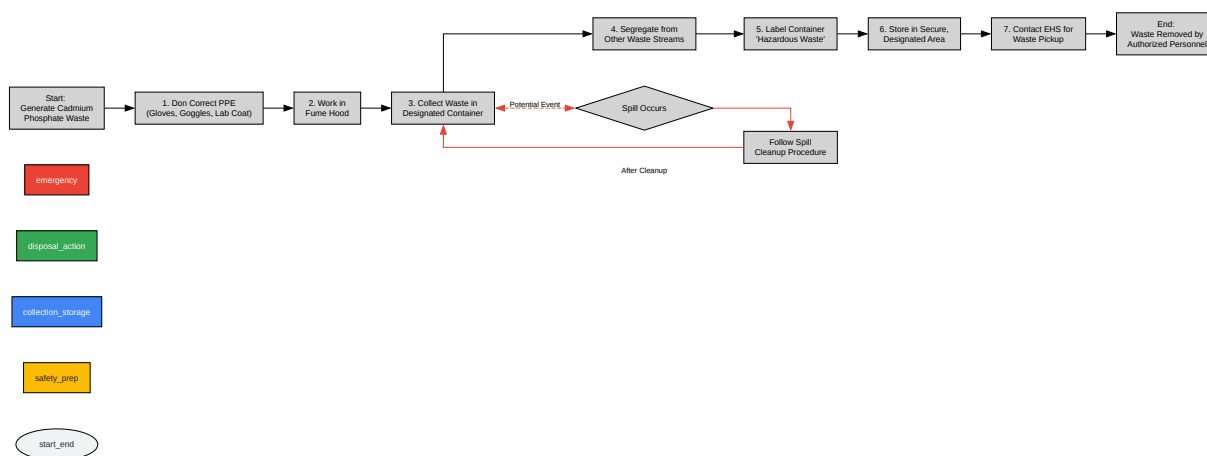 4. Segregate from
Other Waste Streams
5. Label Container
'Hazardous Waste'
6. Store in Secure,
Designated Area
7. Contact EHS for
Waste Pickup
End:
Waste Removed by
Authorized Personnel
Start:
Generate Cadmium
Phosphate Waste
1. Don Correct PPE
(Gloves, Goggles, Lab Coat)
2. Work in
Fume Hood
3. Collect Waste in
Designated Container
Potential Event
Spill Occurs
Follow Spill
Cleanup Procedure
After Cleanup
emergency
disposal_action
collection_storage
safety_prep
start_end